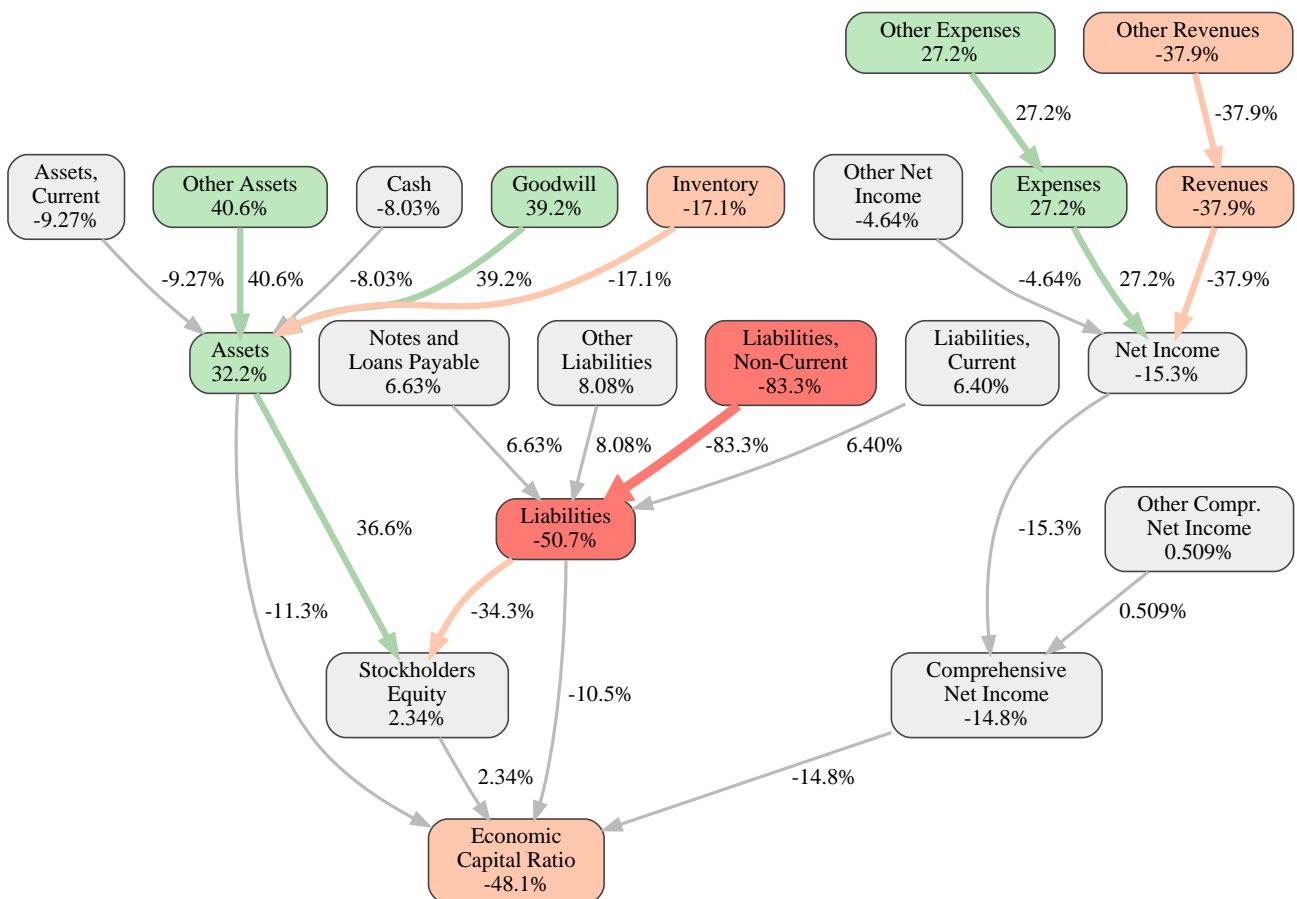 Other Expenses
27.2%
Other Revenues
-37.9%
27.2%
-37.9%
Assets,
Current
-9.27%
Other Assets
40.6%
Cash
-8.03%
Goodwill
39.2%
Inventory
-17.1%
Other Net
Income
-4.64%
Expenses
27.2%
Revenues
-37.9%
-9.27%
40.6%
-8.03%
39.2%
-17.1%
-4.64%
27.2%
-37.9%
Assets
32.2%
Notes and
Loans Payable
6.63%
Other
Liabilities
8.08%
Liabilities,
Non-Current
-83.3%
Liabilities,
Current
6.40%
Net Income
-15.3%
6.63%
8.08%
-83.3%
6.40%
36.6%
Liabilities
-50.7%
-15.3%
Other Compr.
Net Income
0.509%
-11.3%
-34.3%
0.509%
Stockholders
Equity
2.34%
-10.5%
Comprehensive
Net Income
-14.8%
2.34%
-14.8%
Economic
Capital Ratio
-48.1%